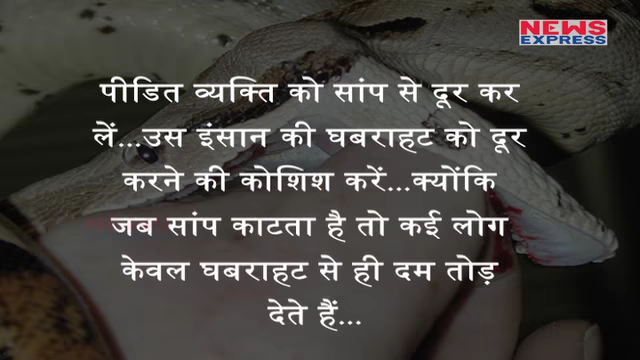 NEWS
EXPRESS
पीडित व्यक्ति को सांप से दूर कर
लें...उस इंसान की घबराहट को दूर
करने की कोशिश करें...क्योंकि
जब सांप काटता है तो कई लोग
केवल घबराहट से ही दम तोड़
देते हैं...